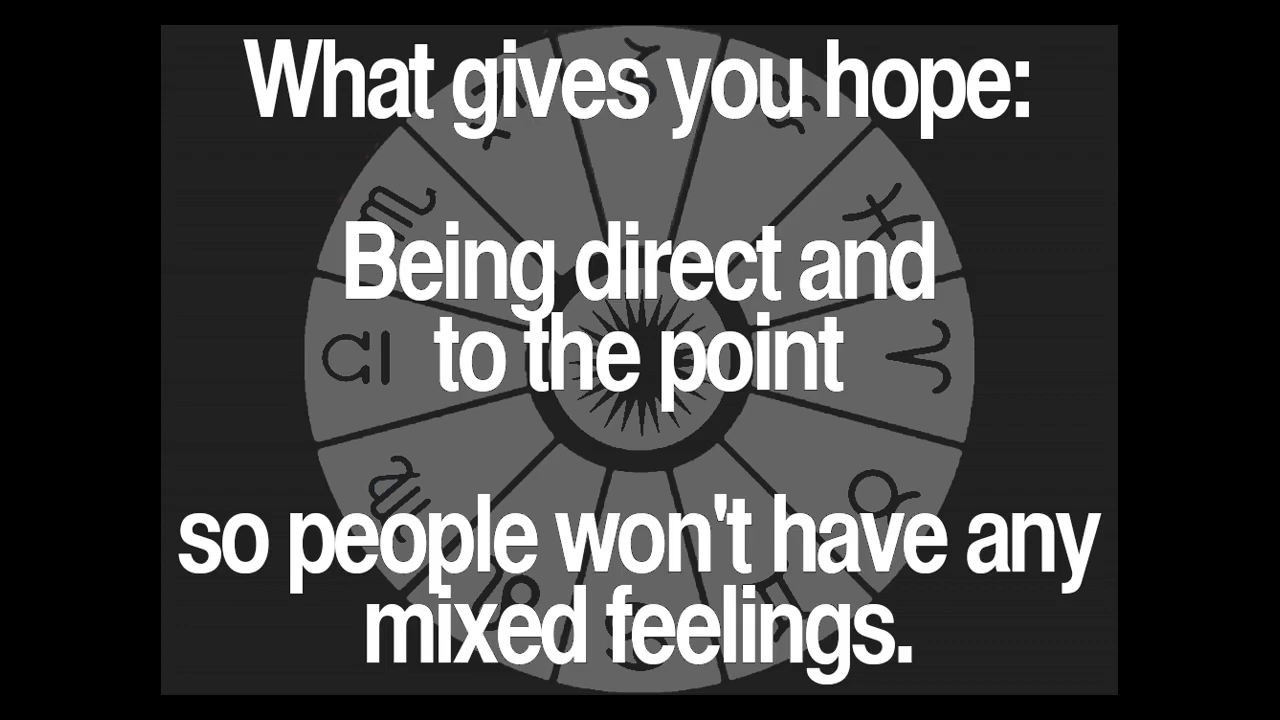 What gives you hope:
Being direct and
to the point
so people won't have any
mixed feelings.